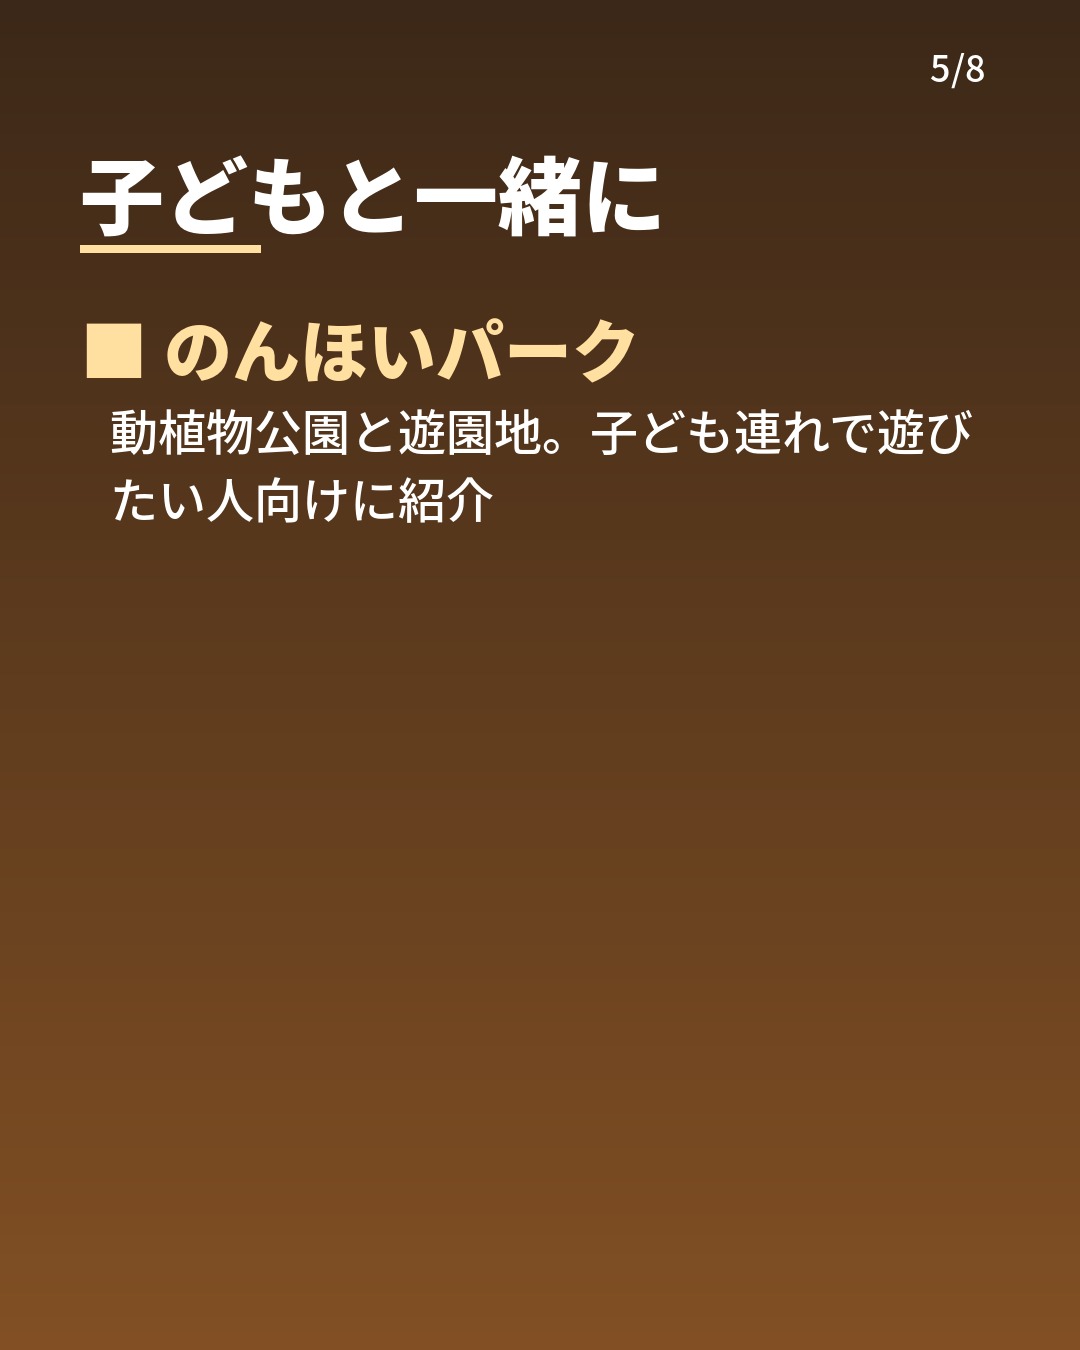 5/8
子どもと一緒に
■ のんほいパーク
動植物公園と遊園地。子ども連れで遊び
たい人向けに紹介